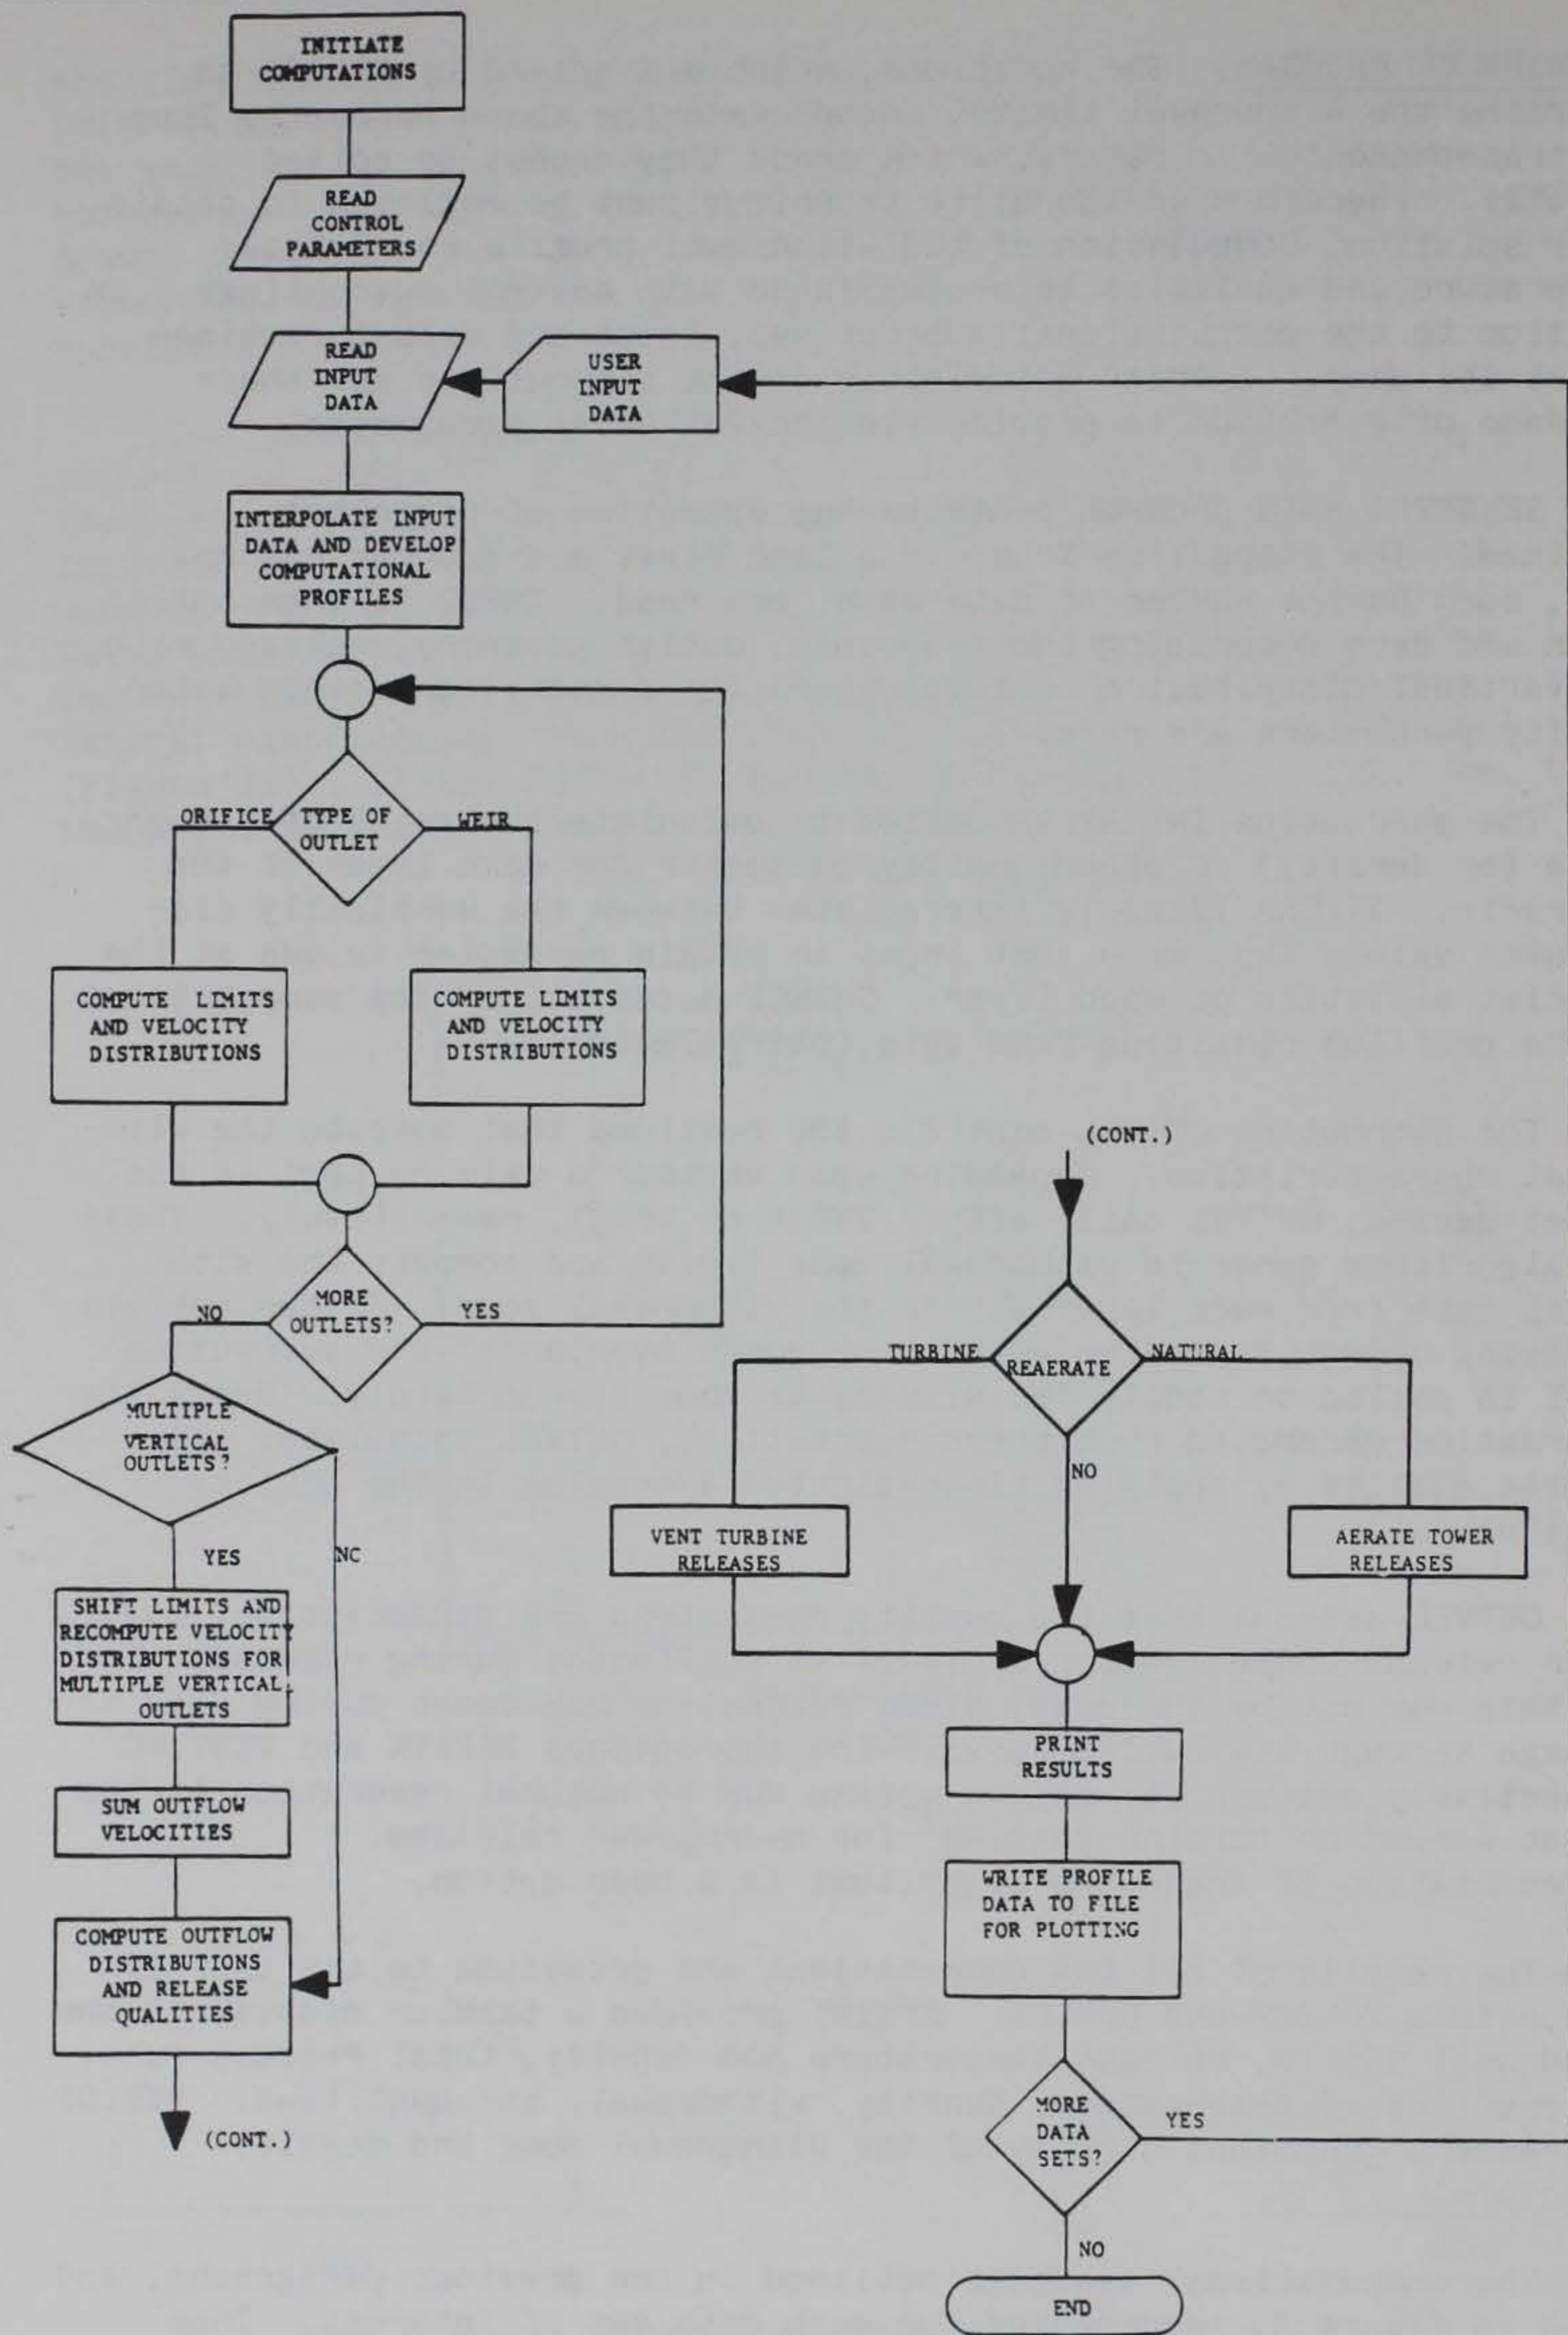 INITIATE
COMPUTATIONS
READ
CONTROL
PARAMETERS
READ
INPUT
DATA
USER
INPUT
DATA
INTERPOLATE INPUT
DATA AND DEVELOP
COMPUTATIONAL
PROFILES
ORIFICE
TYPE OF
OUTLET
WEIR
COMPUTE LIMITS
AND VELOCITY
DISTRIBUTIONS
COMPUTE LIMITS
AND VELOCITY
DISTRIBUTIONS
NO
MORE
OUTLETS?
YES
MULTIPLE
VERTICAL
OUTLETS?
YES
NO
SHIFT LIMITS AND
RECOMPUTE VELOCITY
DISTRIBUTIONS FOR
MULTIPLE VERTICAL
OUTLETS
SUM OUTFLOW
VELOCITIES
COMPUTE OUTFLOW
DISTRIBUTIONS
AND RELEASE
QUALITIES
(CONT.)
(CONT.)
TURBINE
REAERATE
NATURAL
NO
VENT TURBINE
RELEASES
AERATE TOWER
RELEASES
PRINT
RESULTS
WRITE PROFILE
DATA TO FILE
FOR PLOTTING
MORE
DATA
SETS?
YES
NO
END